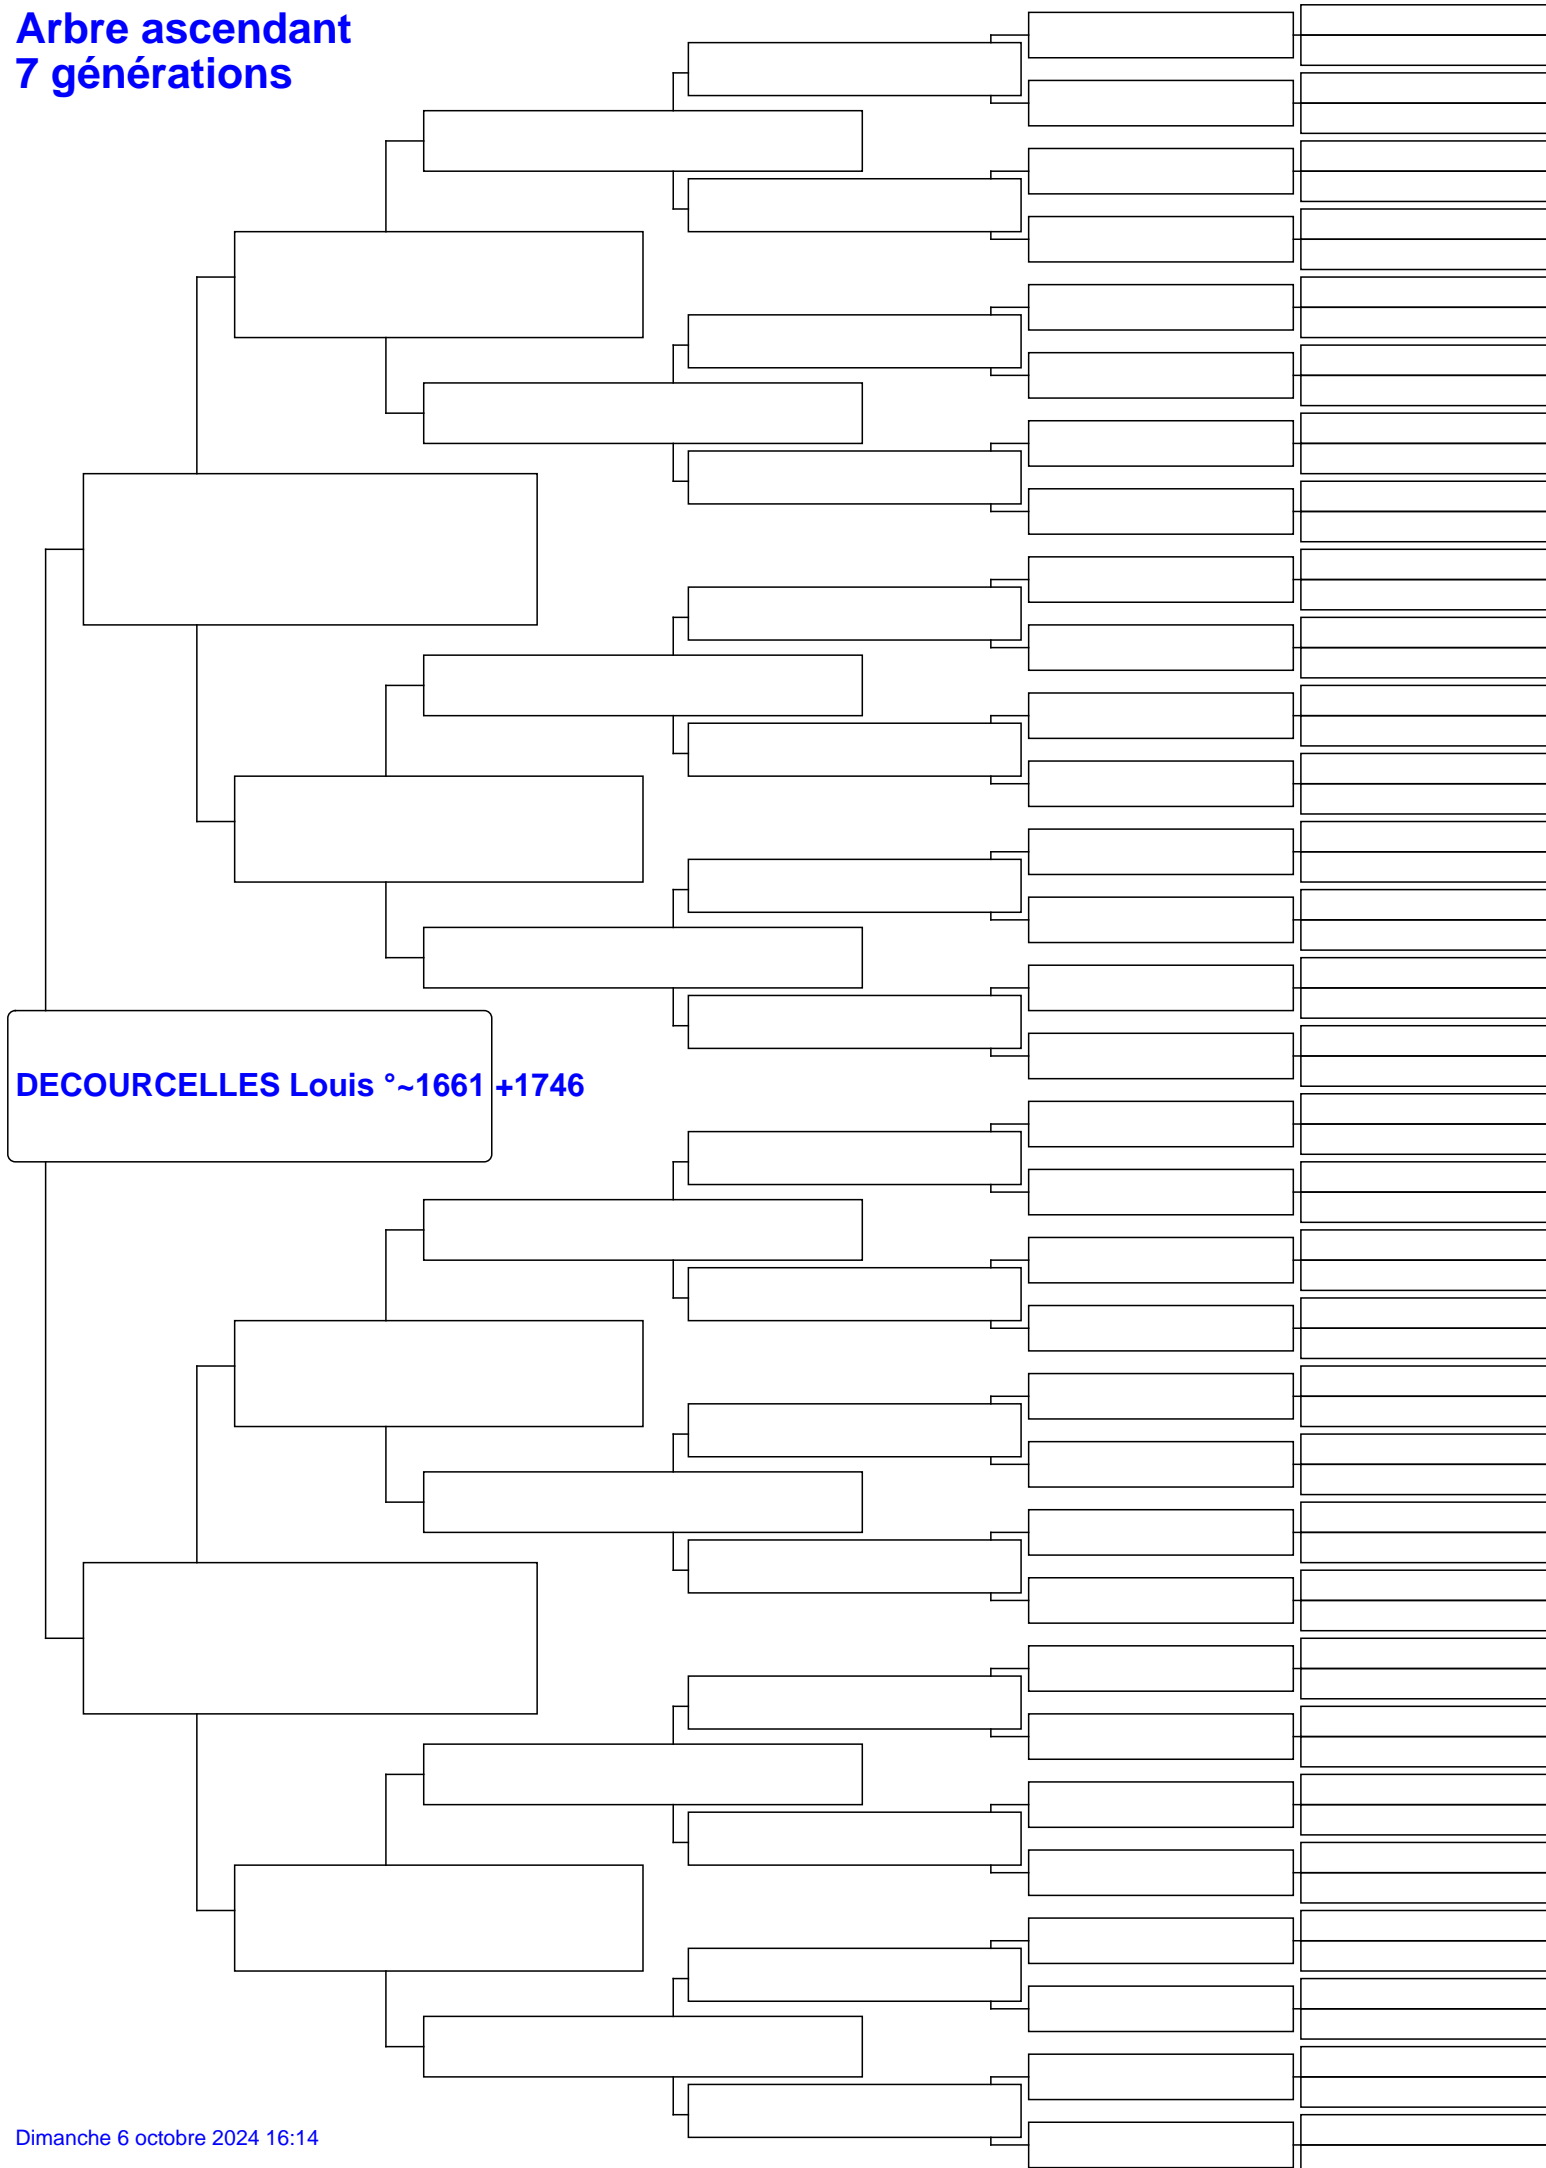 Arbre ascendant
7 générations
DECOURCELLES Louis °~1661 +1746
Dimanche 6 octobre 2024 16:14